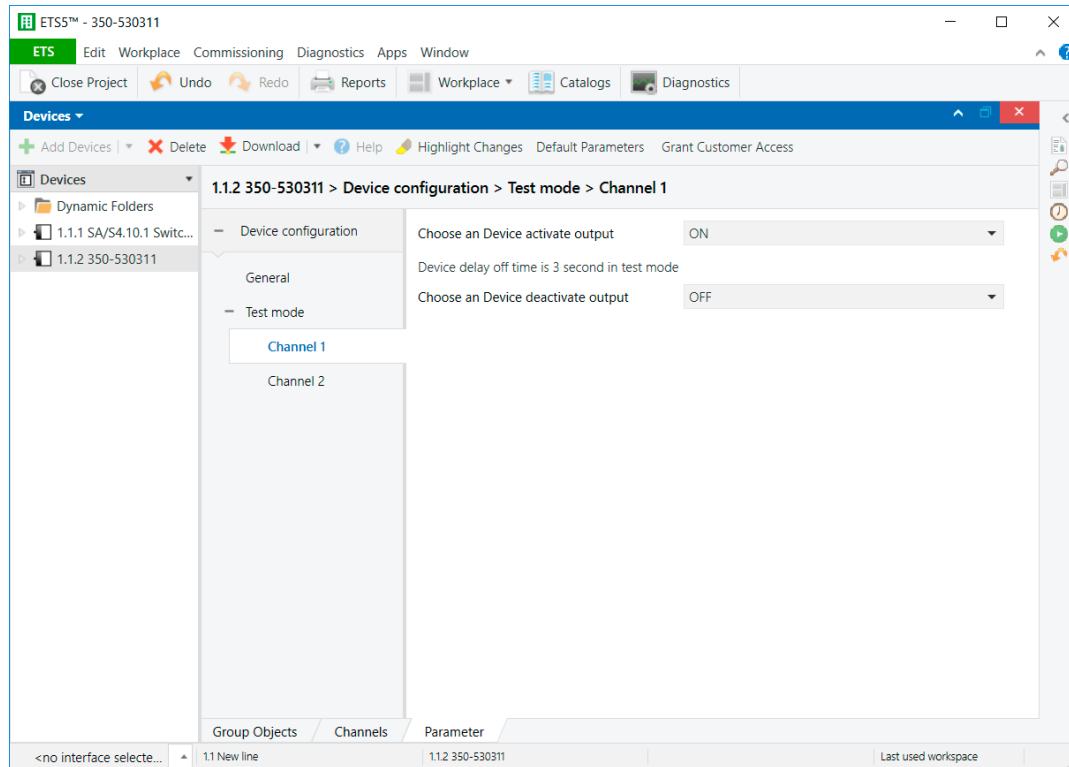 ETS5™ - 350-530311
ETS Edit Workplace Commissioning Diagnostics Apps Window
Close Project Undo Redo Reports Workplace Catalogs Diagnostics
Devices
Add Devices Delete Download Help Highlight Changes Default Parameters Grant Customer Access
Devices
Dynamic Folders
1.1.1 SA/S4.10.1 Switc...
1.1.2 350-530311
1.1.2 350-530311 > Device configuration > Test mode > Channel 1
Device configuration
General
Test mode
Channel 1
Channel 2
Choose an Device activate output ON
Device delay off time is 3 second in test mode
Choose an Device deactivate output OFF
Group Objects Channels Parameter
<no interface selecte... 1.1 New line 1.1.2 350-530311 Last used workspace